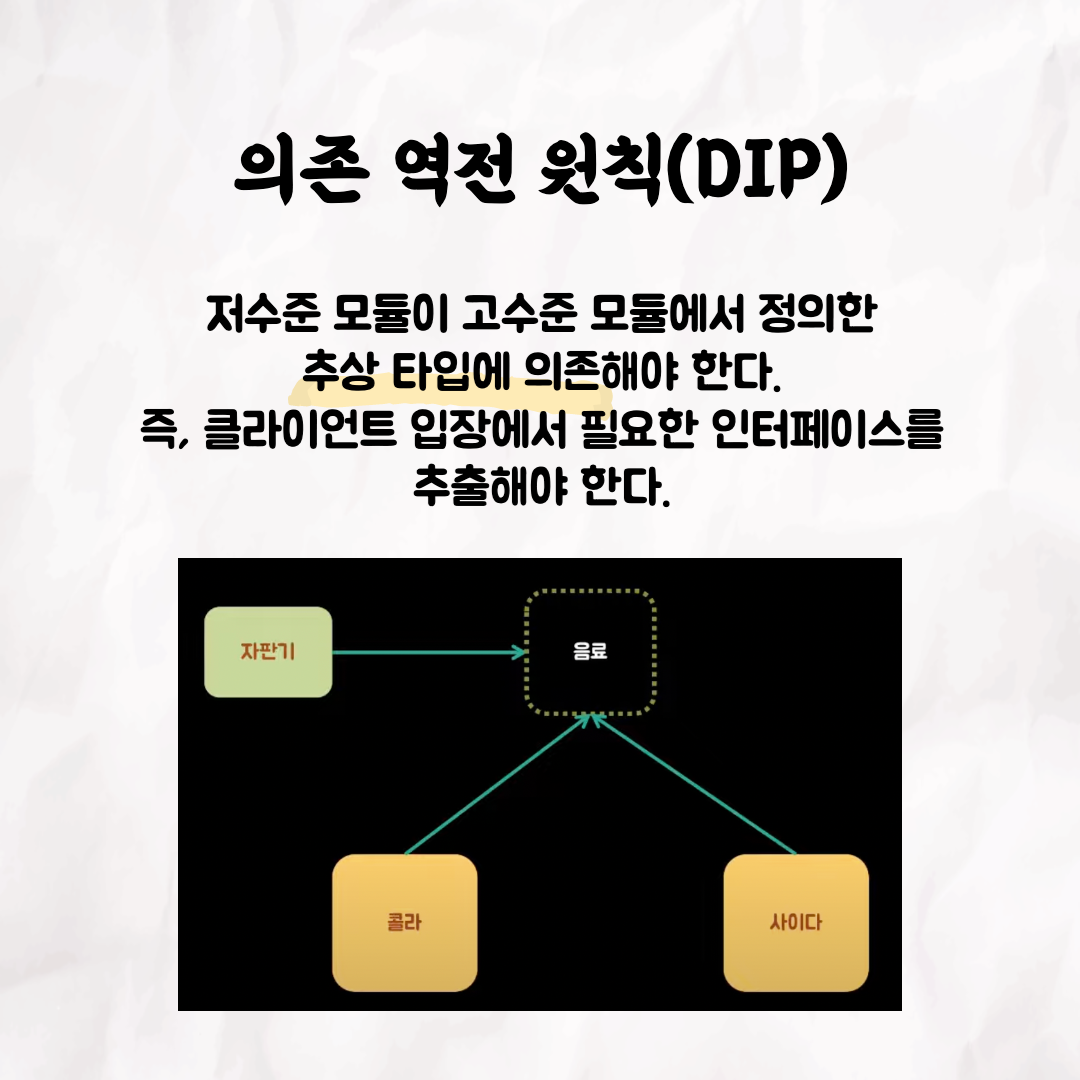 의존 역전 원칙(DIP)
저수준 모듈이 고수준 모듈에서 정의한
추상 타입에 의존해야 한다.
즉, 클라이언트 입장에서 필요한 인터페이스를
추출해야 한다.
자판기
음료
콜라
사이다